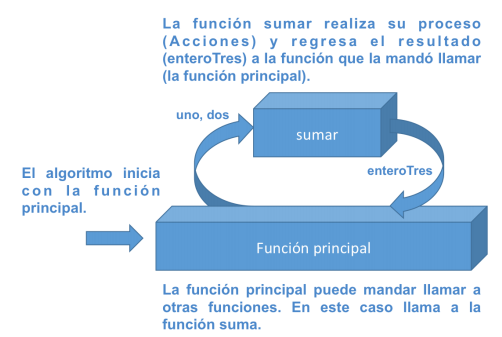 La función sumar realiza su proceso
(Acciones) y regresa el resultado
(enteroTres) a la función que la mandó llamar
(la función principal).
uno, dos
sumar
enteroTres
El algoritmo inicia
con la función
principal.
Función principal
La función principal puede mandar llamar a
otras funciones. En este caso llama a la
función suma.